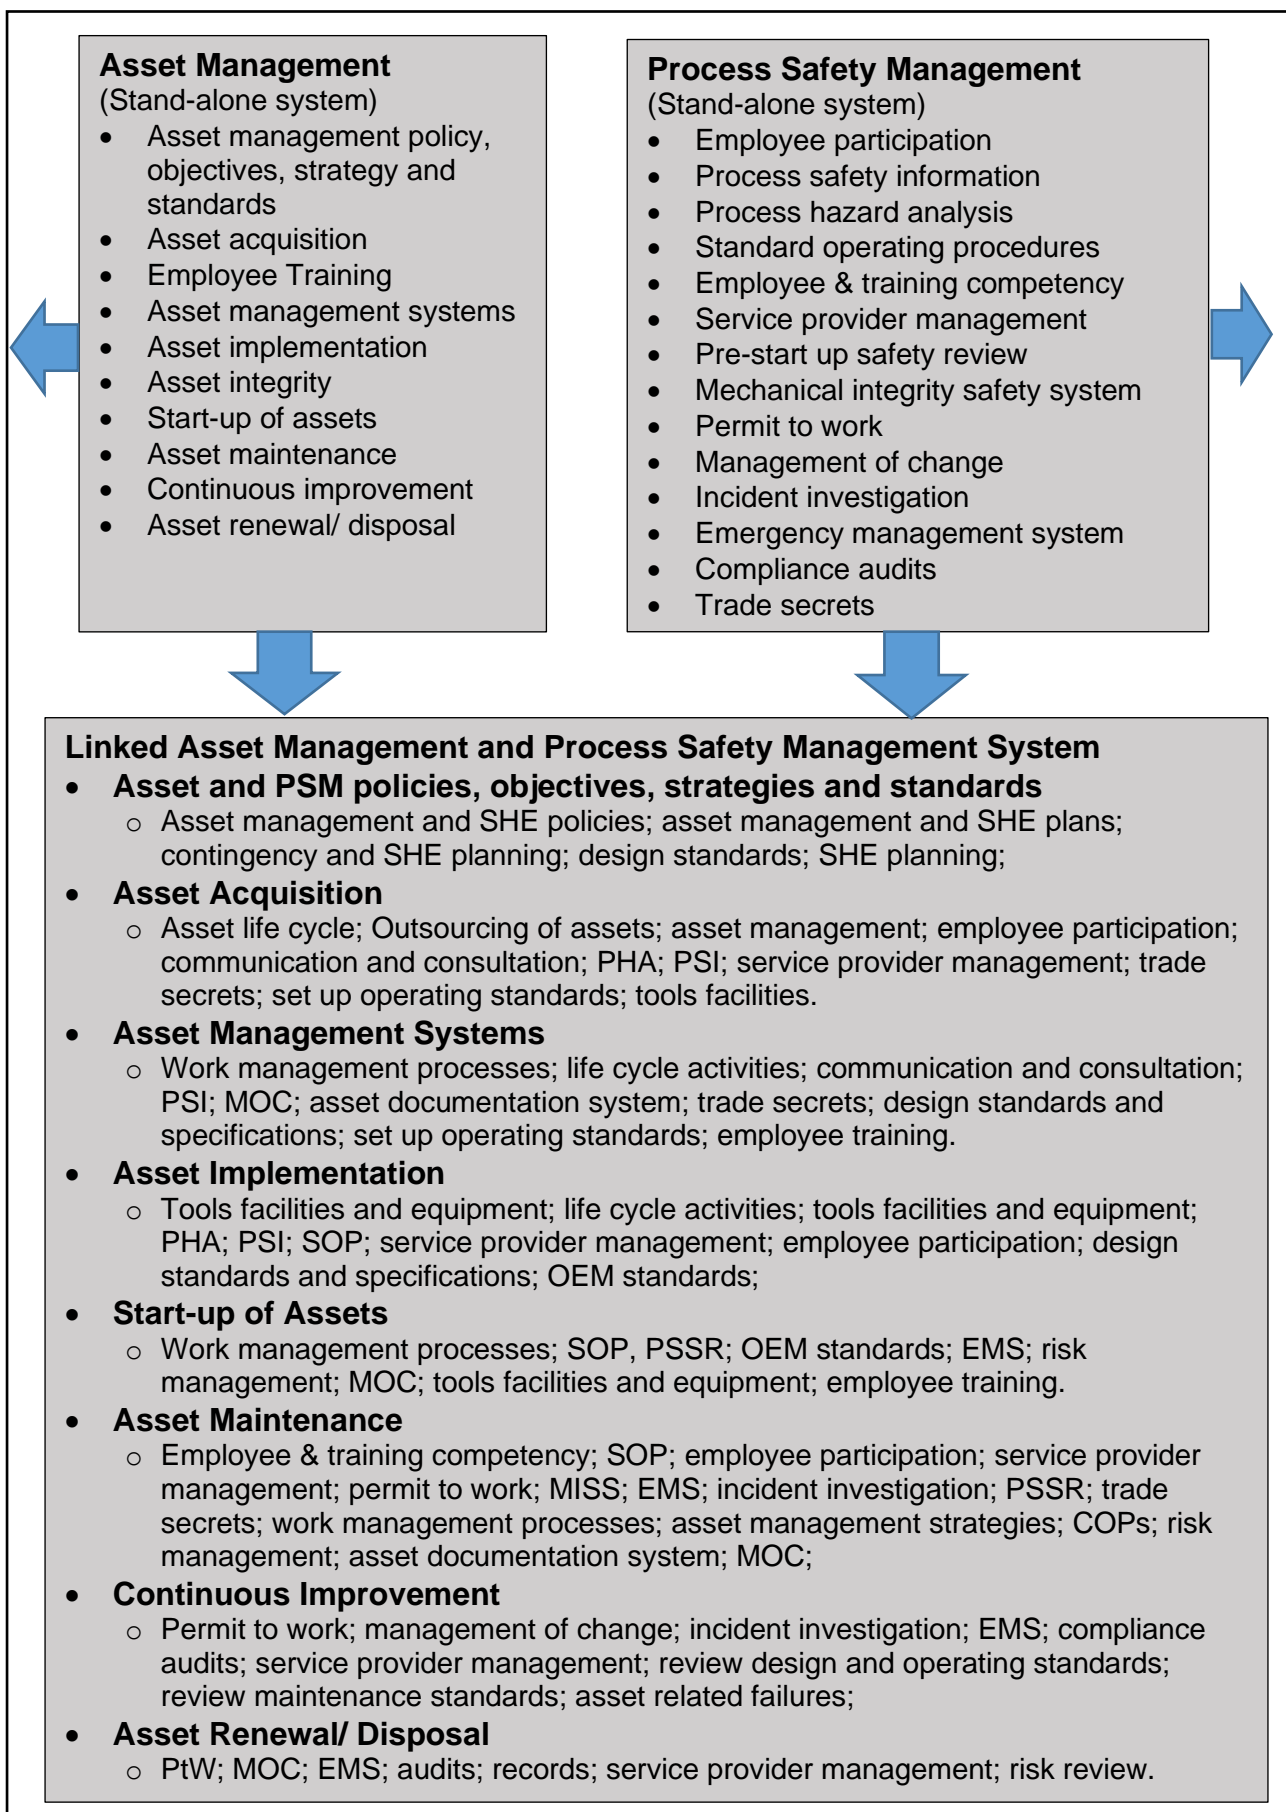 Asset Management
(Stand-alone system)
• Asset management policy,
objectives, strategy and
standards
• Asset acquisition
• Employee Training
• Asset management systems
• Asset implementation
• Asset integrity
• Start-up of assets
• Asset maintenance
• Continuous improvement
• Asset renewal/ disposal
Process Safety Management
(Stand-alone system)
• Employee participation
• Process safety information
• Process hazard analysis
• Standard operating procedures
• Employee & training competency
• Service provider management
• Pre-start up safety review
• Mechanical integrity safety system
• Permit to work
• Management of change
• Incident investigation
• Emergency management system
• Compliance audits
• Trade secrets
Linked Asset Management and Process Safety Management System
• Asset and PSM policies, objectives, strategies and standards
o Asset management and SHE policies; asset management and SHE plans;
contingency and SHE planning; design standards; SHE planning;
• Asset Acquisition
o Asset life cycle; Outsourcing of assets; asset management; employee participation;
communication and consultation; PHA; PSI; service provider management; trade
secrets; set up operating standards; tools facilities.
• Asset Management Systems
o Work management processes; life cycle activities; communication and consultation;
PSI; MOC; asset documentation system; trade secrets; design standards and
specifications; set up operating standards; employee training.
• Asset Implementation
o Tools facilities and equipment; life cycle activities; tools facilities and equipment;
PHA; PSI; SOP; service provider management; employee participation; design
standards and specifications; OEM standards;
• Start-up of Assets
o Work management processes; SOP, PSSR; OEM standards; EMS; risk
management; MOC; tools facilities and equipment; employee training.
• Asset Maintenance
o Employee & training competency; SOP; employee participation; service provider
management; permit to work; MISS; EMS; incident investigation; PSSR; trade
secrets; work management processes; asset management strategies; COPs; risk
management; asset documentation system; MOC;
• Continuous Improvement
o Permit to work; management of change; incident investigation; EMS; compliance
audits; service provider management; review design and operating standards;
review maintenance standards; asset related failures;
• Asset Renewal/ Disposal
o PtW; MOC; EMS; audits; records; service provider management; risk review.